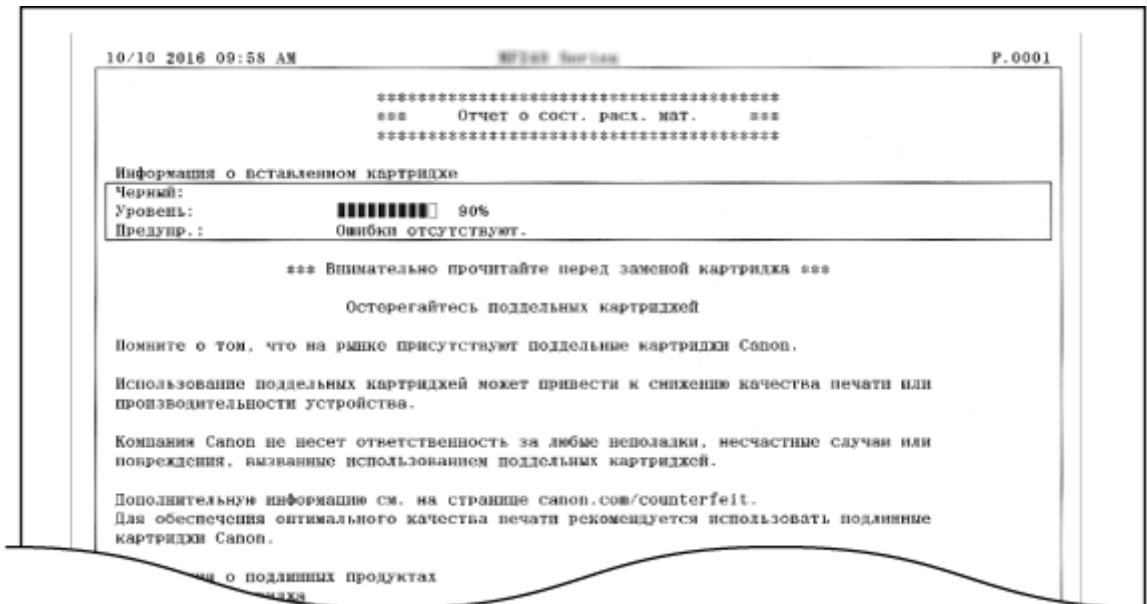 10/10 2016 09:58 AM P.0001
****************************************
*** Отчет о сост. расх. мат. ***
****************************************
Информация о вставленном картридже
Черный:
Уровень: 90%
Предупр.: Ошибки отсутствуют.
*** Внимательно прочитайте перед заменой картриджа ***
Остерегайтесь поддельных картриджей
Помните о том, что на рынке присутствуют поддельные картриджи Canon.
Использование поддельных картриджей может привести к снижению качества печати или
производительности устройства.
Компания Canon не несет ответственность за любые неполадки, несчастные случаи или
повреждения, вызванные использованием поддельных картриджей.
Дополнительную информацию см. на странице canon.com/counterfeit.
Для обеспечения оптимального качества печати рекомендуется использовать подлинные
картриджи Canon.
о подлинных продуктах